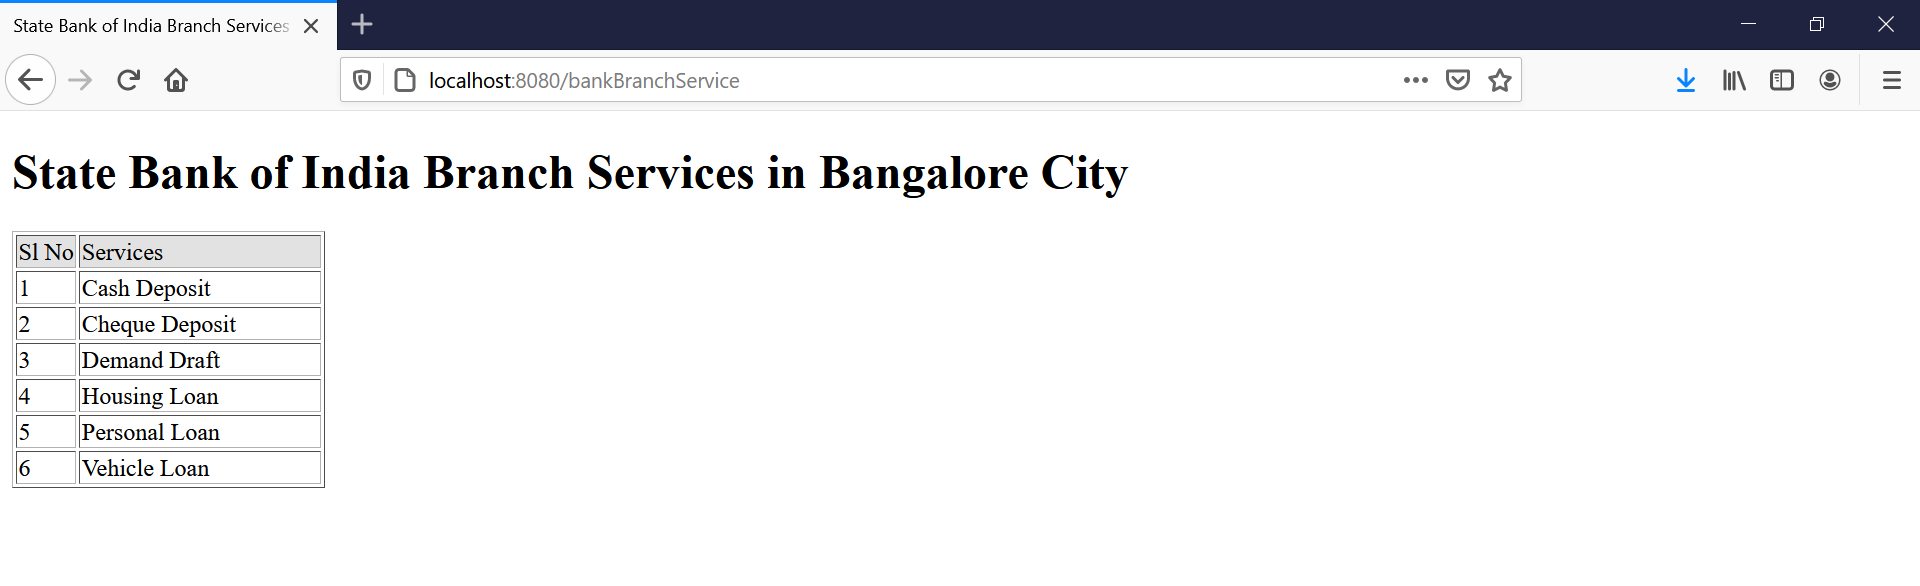 State Bank of India Branch Services
localhost:8080/bankBranchService
State Bank of India Branch Services in Bangalore City
Sl No Services
1 Cash Deposit
2 Cheque Deposit
3 Demand Draft
4 Housing Loan
5 Personal Loan
6 Vehicle Loan